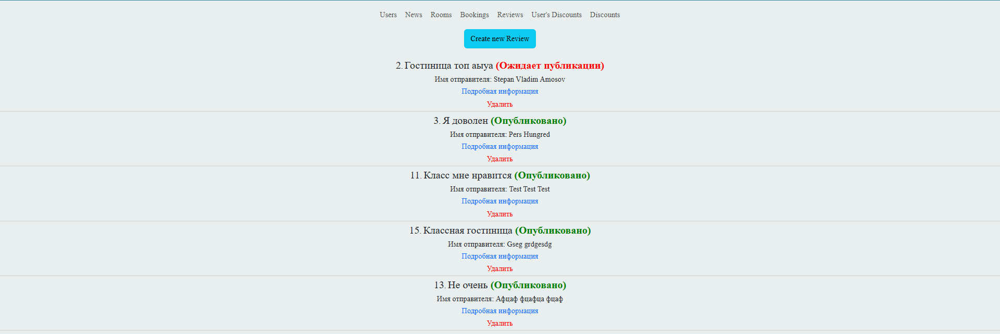 Users News Rooms Bookings Reviews User's Discounts Discounts
Create new Review
2. Гостиница топ аыуа (Ожидает публикации)
Имя отправителя: Stepan Vladim Amosov
Подробная информация
Удалить
3. Я доволен (Опубликовано)
Имя отправителя: Pers Hungred
Подробная информация
Удалить
11. Класс мне нравится (Опубликовано)
Имя отправителя: Test Test Test
Подробная информация
Удалить
15. Классная гостиница (Опубликовано)
Имя отправителя: Gseg grdgesdg
Подробная информация
Удалить
13. Не очень (Опубликовано)
Имя отправителя: Афцаф фцафца фцаф
Подробная информация
Удалить